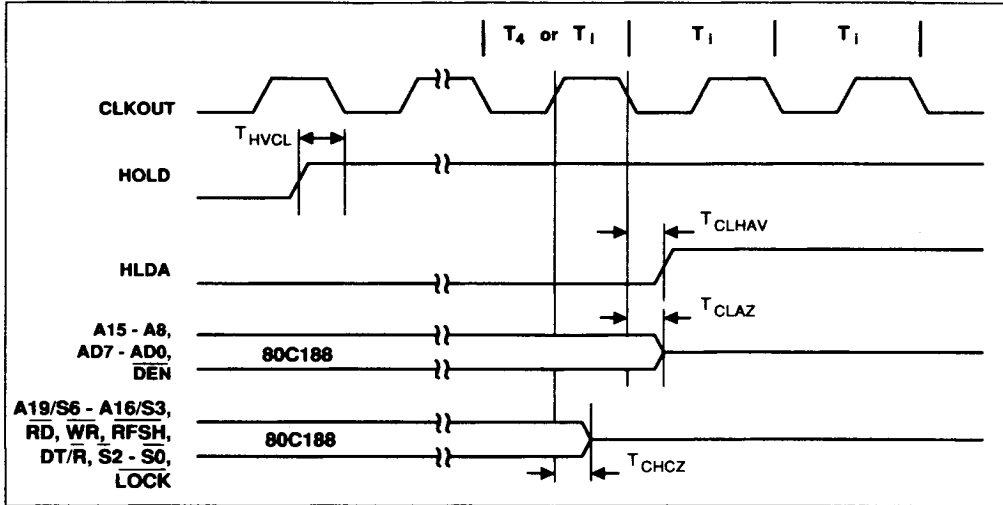 T4 or Ti
Ti
Ti
CLKOUT
THVCL
HOLD
TCLHAV
HLDA
TCLAZ
A15 - A8,
AD7 - AD0,
DEN
80C188
A19/S6 - A16/S3,
RD, WR, RFSH,
DT/R, S2 - S0,
LOCK
80C188
TCHCZ